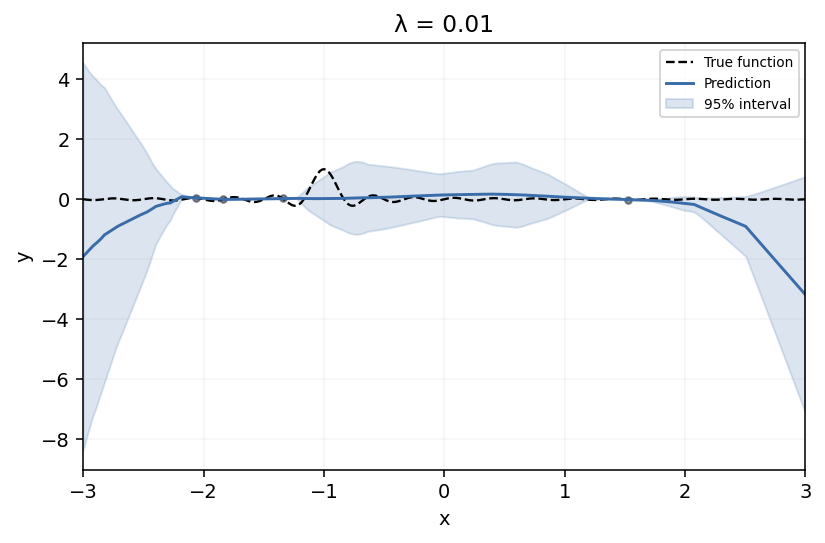 λ = 0.01
True function
Prediction
95% interval
y
4
2
0
−2
−4
−6
−8
−3
−2
−1
0
1
2
3
x